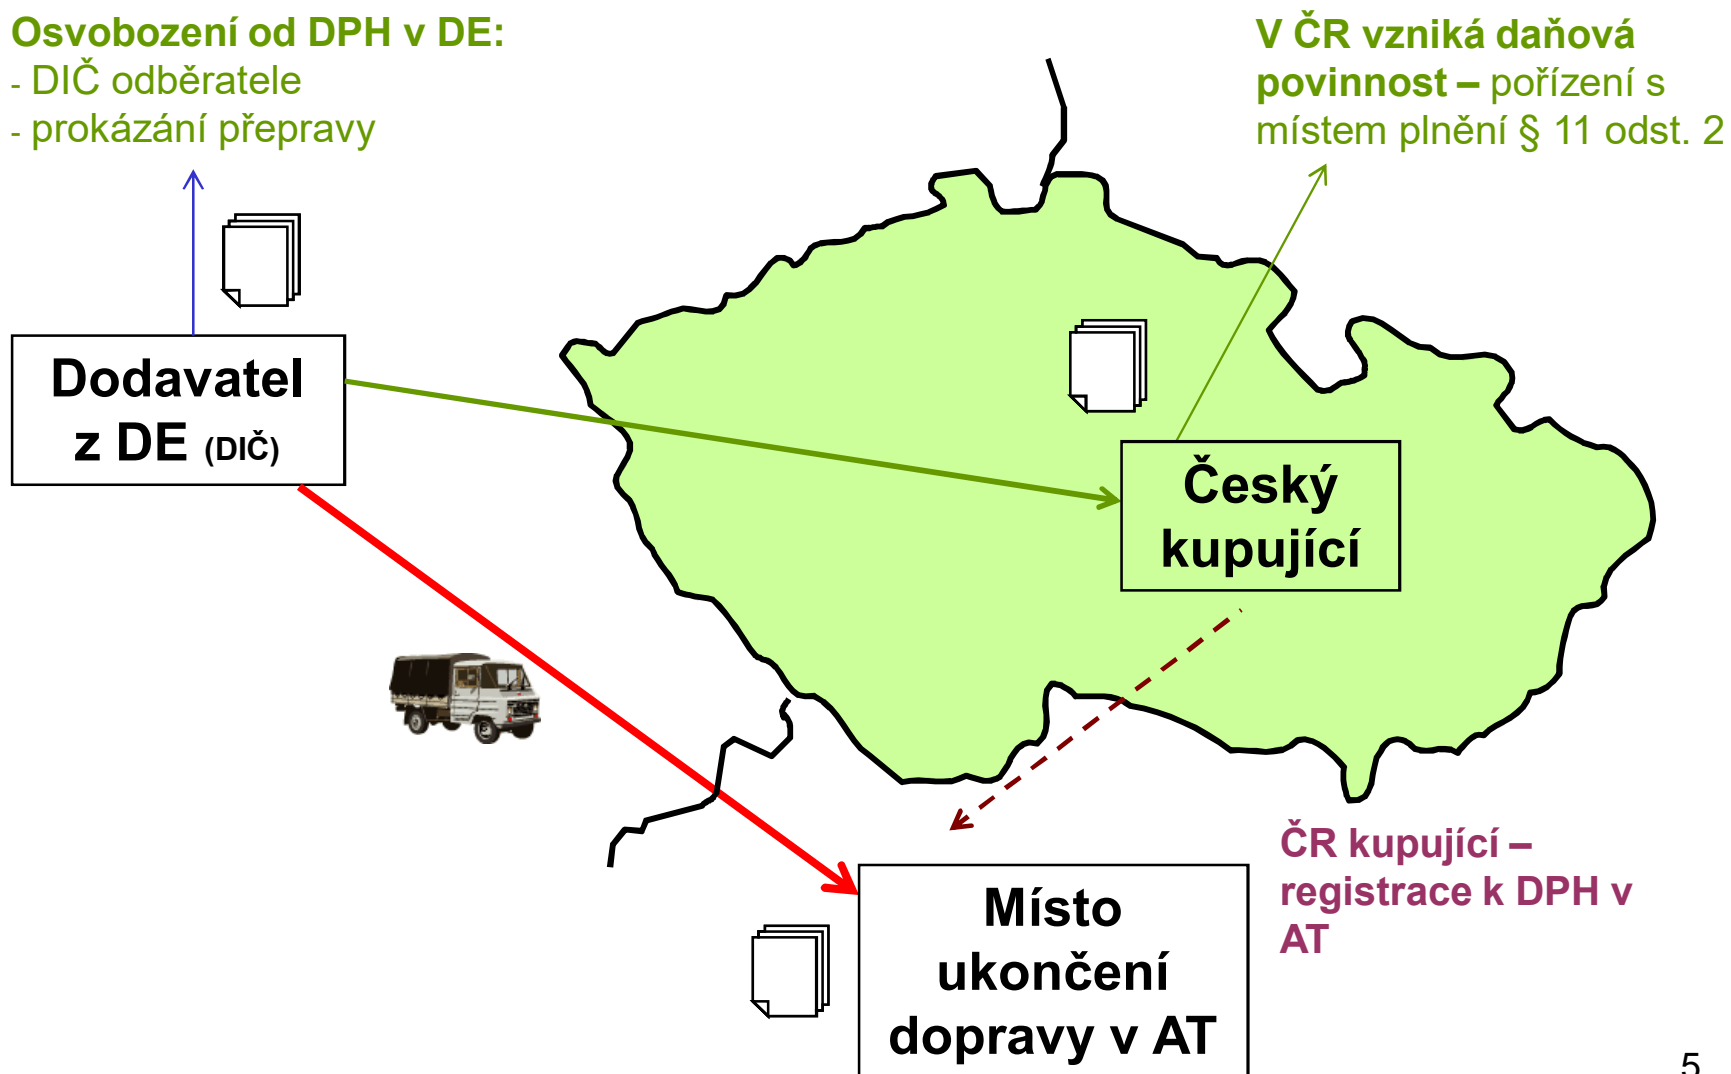 Osvobození od DPH v DE:
- DIČ odběratele
- prokázání přepravy
V ČR vzniká daňová
povinnost – pořízení s
místem plnění § 11 odst. 2
Dodavatel
z DE (DIČ)
Český
kupující
ČR kupující –
registrace k DPH v
AT
Místo
ukončení
dopravy v AT
5